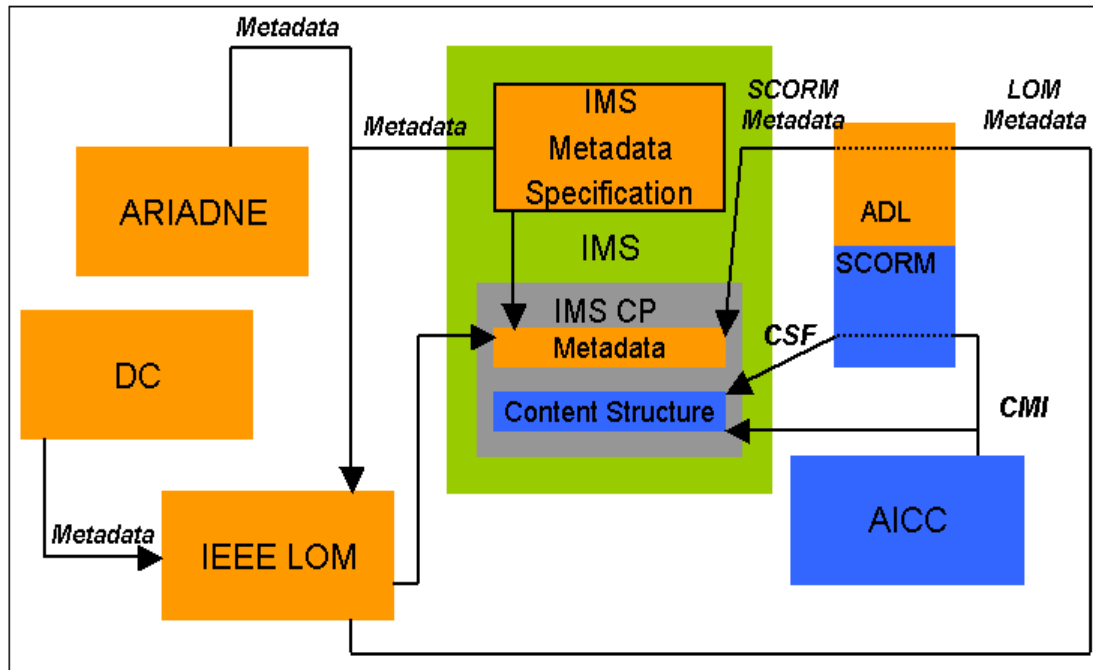 Metadata
IMS
Metadata
Specification
Metadata
SCORM
Metadata
LOM
Metadata
ARIADNE
ADL
IMS
SCORM
IMS CP
Metadata
CSF
DC
Content Structure
CMI
AICC
Metadata
IEEE LOM